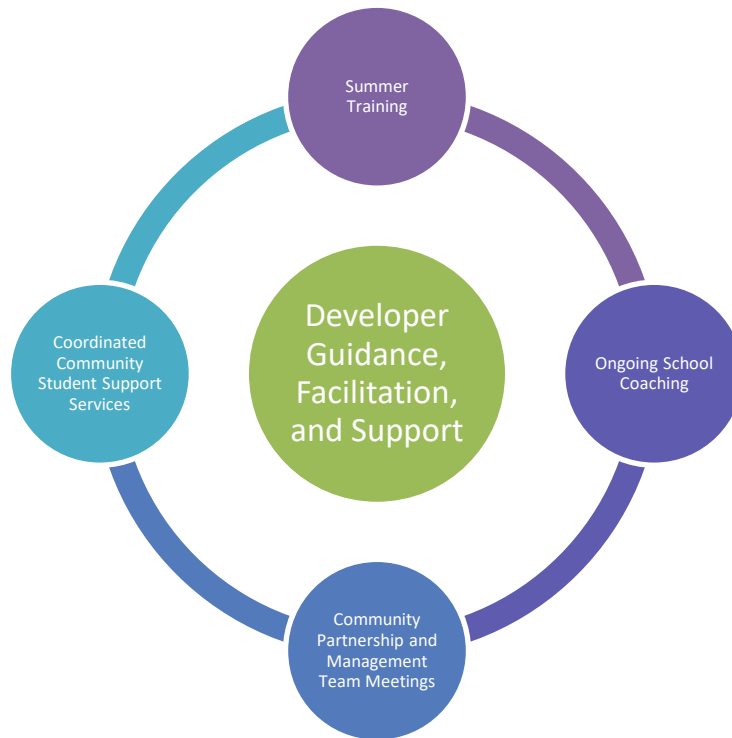 Summer
Training
Developer
Guidance,
Facilitation,
and Support
Coordinated
Community
Student Support
Services
Ongoing School
Coaching
Community
Partnership and
Management
Team Meetings